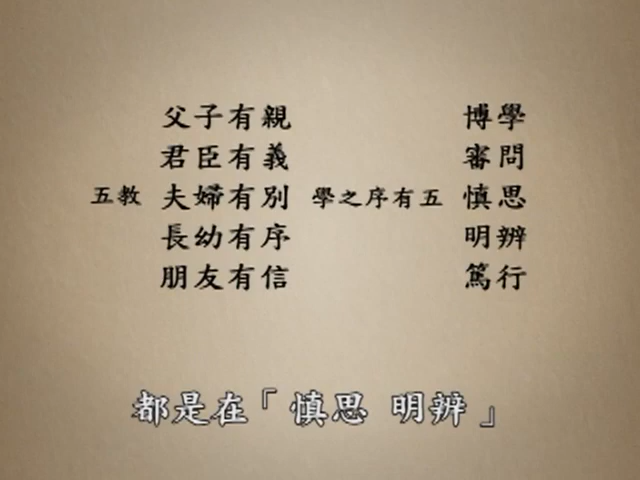 父子有親 博學
君臣有義 審問
五教 夫婦有別 學之序有五 慎思
長幼有序 明辨
朋友有信 篤行
都是在「慎思 明辨」